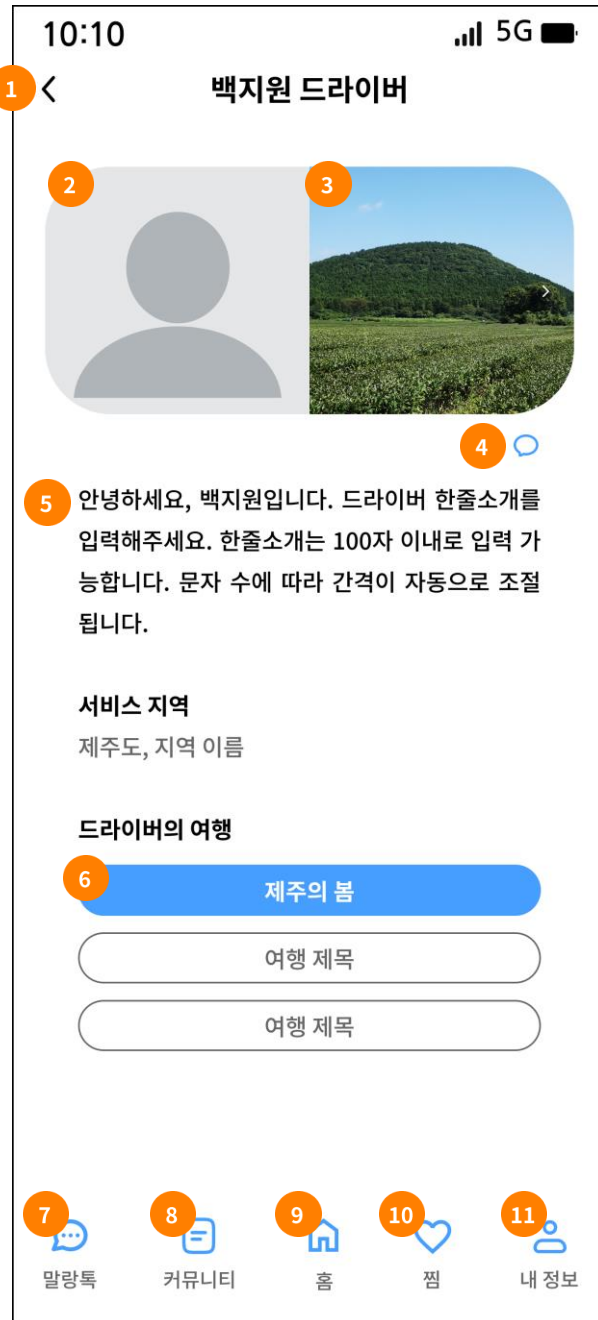 10:10 5G
1 백지원 드라이버
2 3
4
5 안녕하세요, 백지원입니다. 드라이버 한줄소개를
입력해주세요. 한줄소개는 100자 이내로 입력 가
능합니다. 문자 수에 따라 간격이 자동으로 조절
됩니다.
서비스 지역
제주도, 지역 이름
드라이버의 여행
6 제주의 봄
여행 제목
여행 제목
7 8 9 10 11
말랑톡 커뮤니티 홈 찜 내 정보